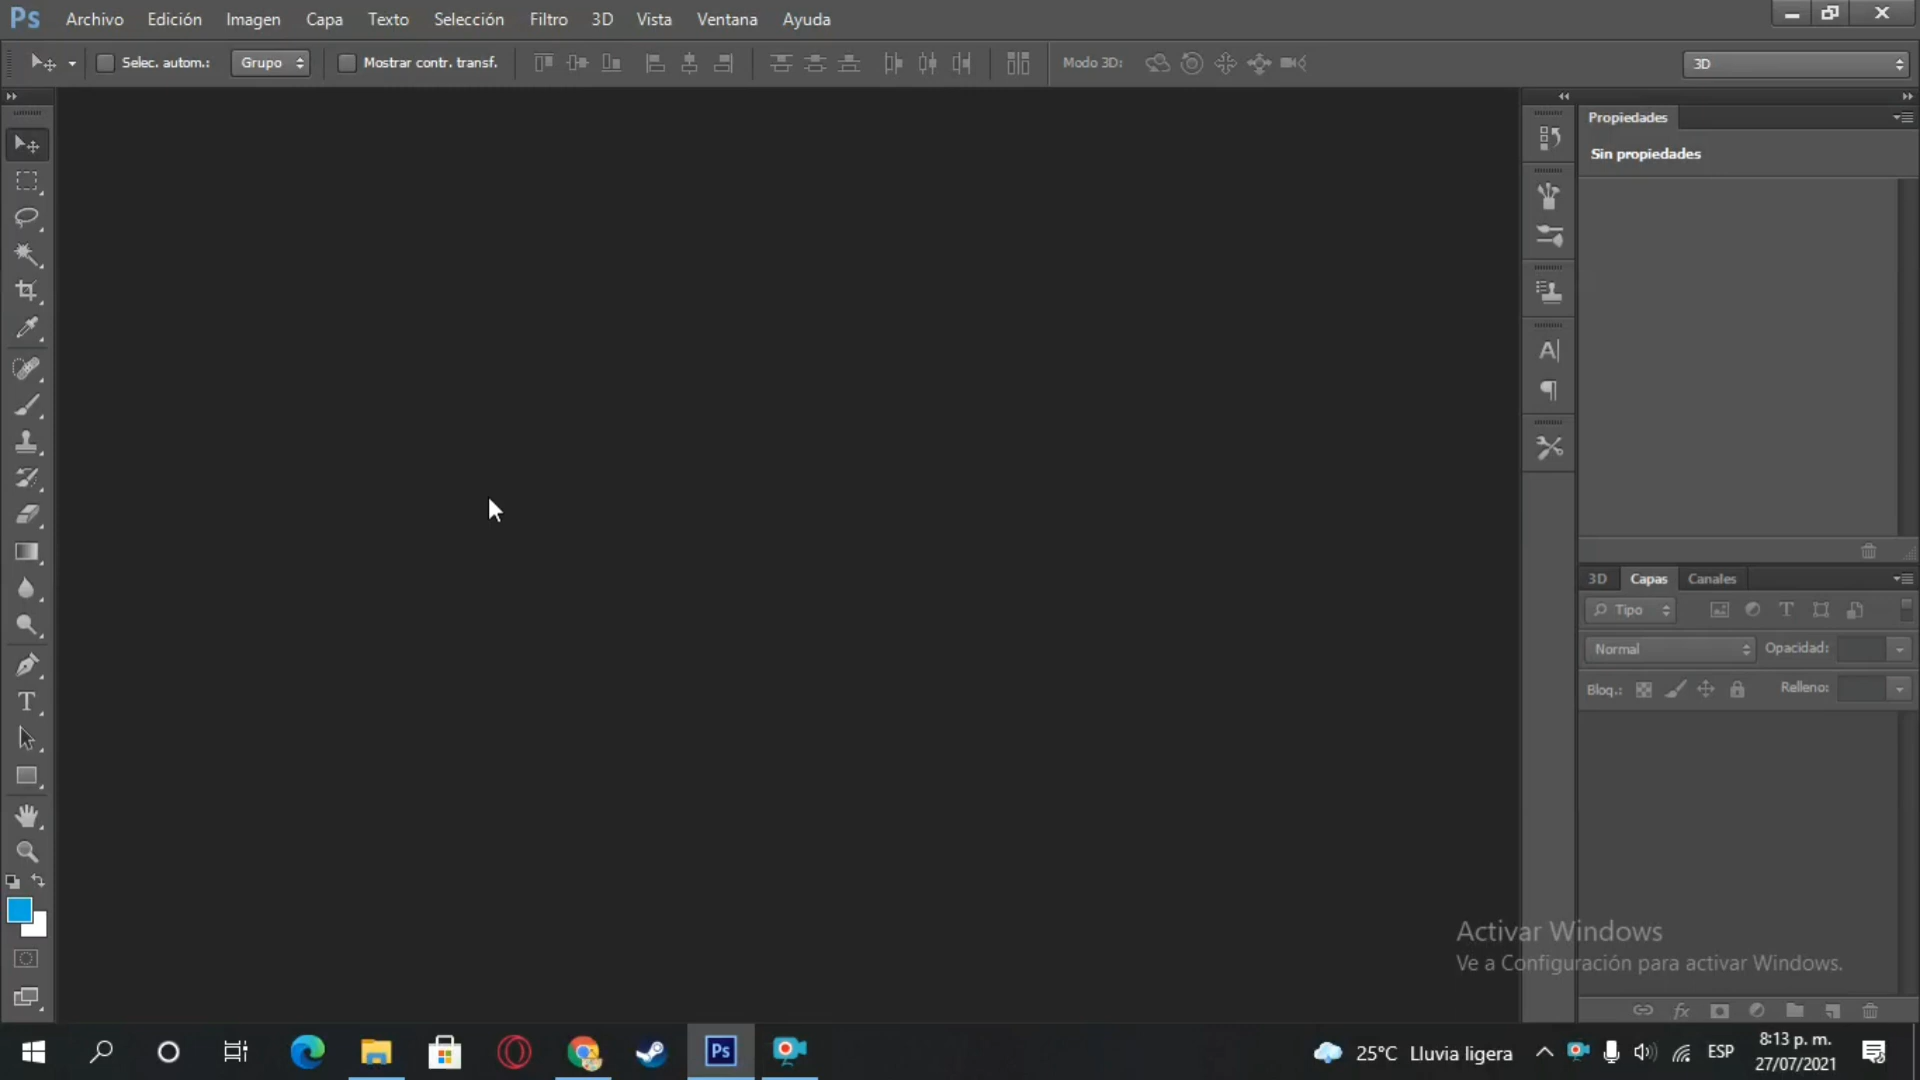 Ps Archivo Edición Imagen Capa Texto Selección Filtro 3D Vista Ventana Ayuda
Selec. autom.: Grupo Mostrar contr. transf. Modo 3D: 3D
Propiedades
Sin propiedades
3D Capas Canales
Tipo
Normal Opacidad:
Bloq.: Relleno:
Activar Windows
Ve a Configuración para activar Windows.
Ps 25°C Lluvia ligera ESP 8:13 p. m.
27/07/2021